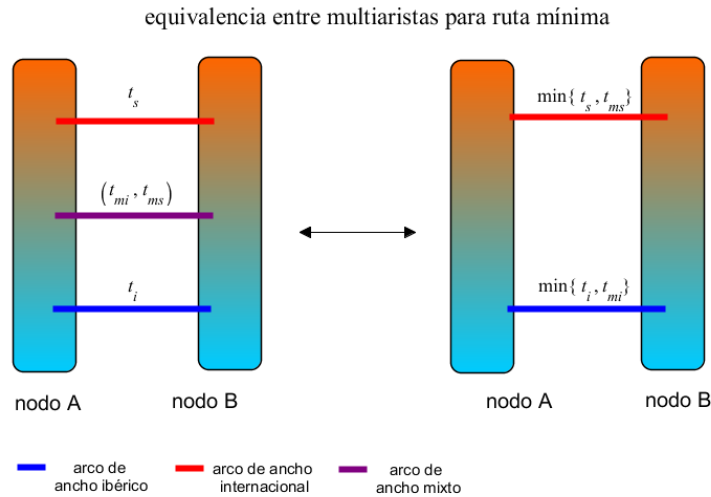 equivalencia entre multiaristas para ruta mínima
t_s
(t_mi, t_ms)
t_i
min{t_s, t_ms}
min{t_i, t_mi}
nodo A
nodo B
nodo A
nodo B
arco de
ancho ibérico
arco de ancho
internacional
arco de
ancho mixto